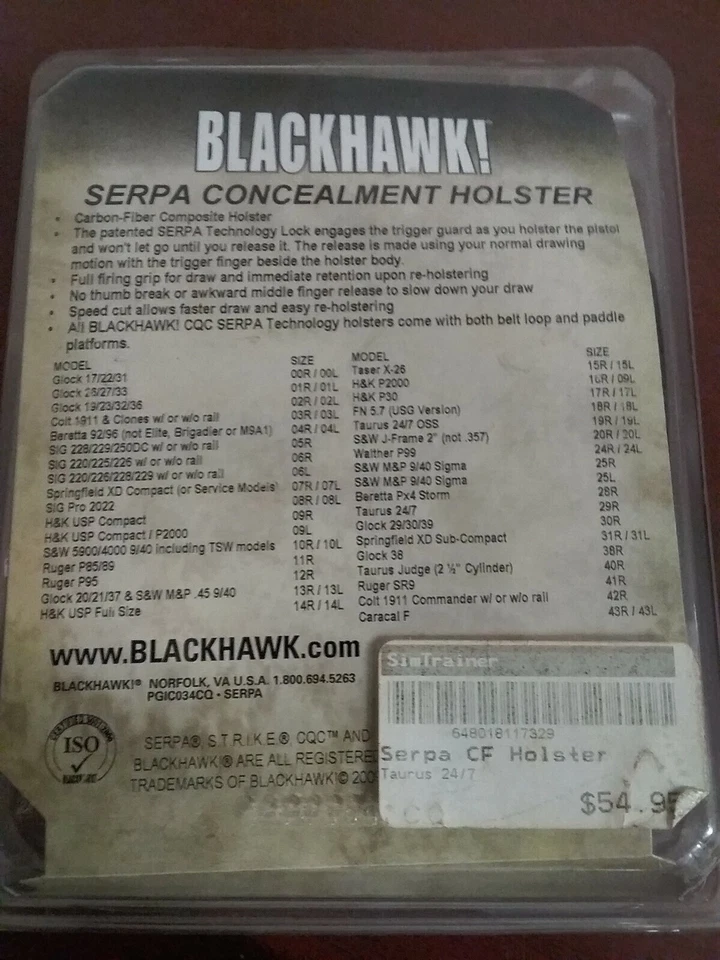 BLACKHAWK!
SERPA CONCEALMENT HOLSTER
• Carbon-Fiber Composite Holster
• The patented SERPA Technology Lock engages the trigger guard as you holster the pistol
and won't let go until you release it. The release is made using your normal drawing
motion with the trigger finger beside the holster body.
• Full firing grip for draw and immediate retention upon re-holstering
• No thumb break or awkward middle finger release to slow down your draw
• Speed cut allows faster draw and easy re-holstering
• All BLACKHAWK! CQC SERPA Technology holsters come with both belt loop and paddle
platforms.
MODEL SIZE
Glock 17/22/31 00R / 00L
Glock 26/27/33 01R / 01L
Glock 19/23/32/36 02R / 02L
Colt 1911 & Clones w/ or w/o rail 03R / 03L
Beretta 92/96 (not Elite, Brigadier or M9A1) 04R / 04L
SIG 228/229/250DC w/ or w/o rail 05R
SIG 220/225/226 w/ or w/o rail 06R
SIG 220/226/228/229 w/ or w/o rail 06L
Springfield XD Compact (or Service Models) 07R / 07L
SIG Pro 2022 08R / 08L
H&K USP Compact 09R
H&K USP Compact / P2000 09L
S&W 5900/4000 9/40 including TSW models 10R / 10L
Ruger P85/89 11R
Ruger P95 12R
Glock 20/21/37 & S&W M&P .45 9/40 13R / 13L
H&K USP Full Size 14R / 14L
MODEL SIZE
Taser X-26 15R / 15L
H&K P2000 16R / 09L
H&K P30 17R / 17L
FN 5.7 (USG Version) 18R / 18L
Taurus 24/7 OSS 19R / 19L
S&W J-Frame 2" (not .357) 20R / 20L
Walther P99 24R / 24L
S&W M&P 9/40 Sigma 25R
S&W M&P 9/40 Sigma 25L
Beretta Px4 Storm 28R
Taurus 24/7 29R
Glock 29/30/39 30R
Springfield XD Sub-Compact 31R / 31L
Glock 38 38R
Taurus Judge (2 ½" Cylinder) 40R
Ruger SR9 41R
Colt 1911 Commander w/ or w/o rail 42R
Caracal F 43R / 43L
www.BLACKHAWK.com
BLACKHAWK!® NORFOLK, VA U.S.A. 1.800.694.5263
PGIC034CQ • SERPA
ISO
SERPA®, S.T.R.I.K.E.®, CQC™ AND
BLACKHAWK!® ARE ALL REGISTERE
TRADEMARKS OF BLACKHAWK!© 200
SimTrainer
648018117329
Serpa CF Holster
Taurus 24/7
$54.95